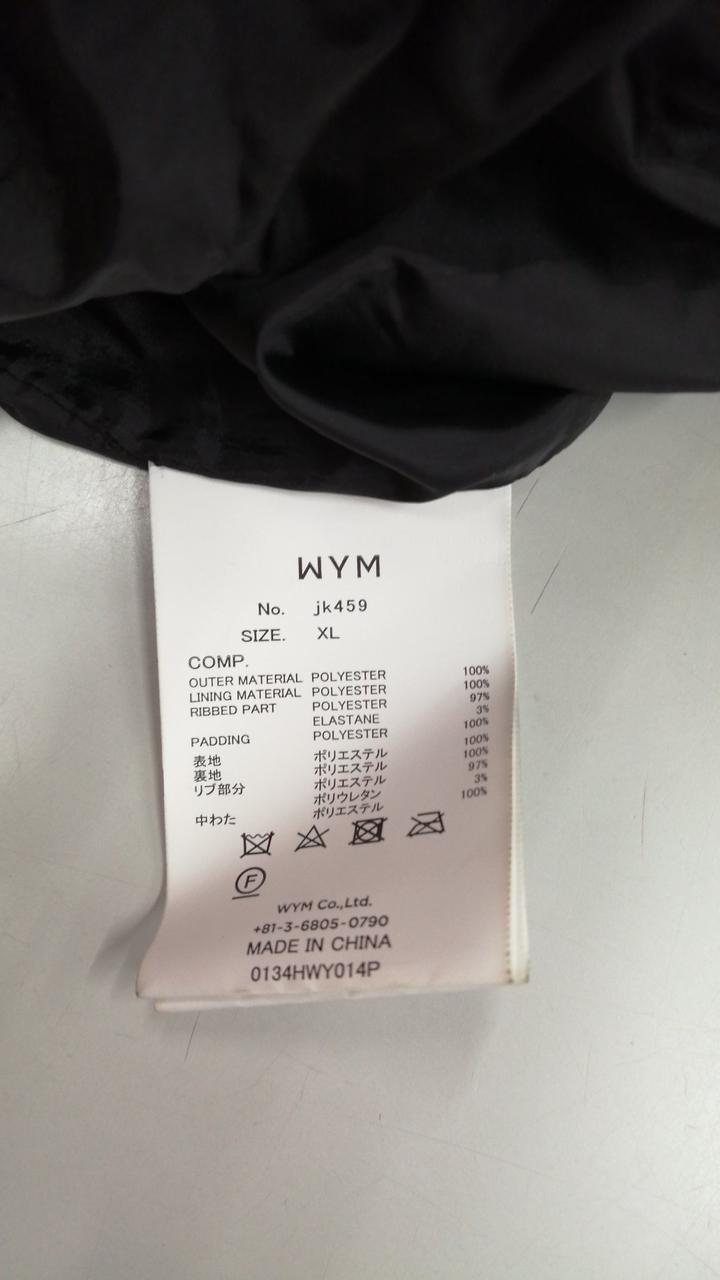 WYM
No. jk459
SIZE. XL
COMP.
OUTER MATERIAL POLYESTER 100%
LINING MATERIAL POLYESTER 100%
RIBBED PART POLYESTER 97%
ELASTANE 3%
PADDING POLYESTER 100%
表地 ポリエステル 100%
裏地 ポリエステル 100%
リブ部分 ポリエステル 97%
ポリウレタン 3%
中わた ポリエステル 100%
F
WYM Co.,Ltd.
+81-3-6805-0790
MADE IN CHINA
0134HWY014P